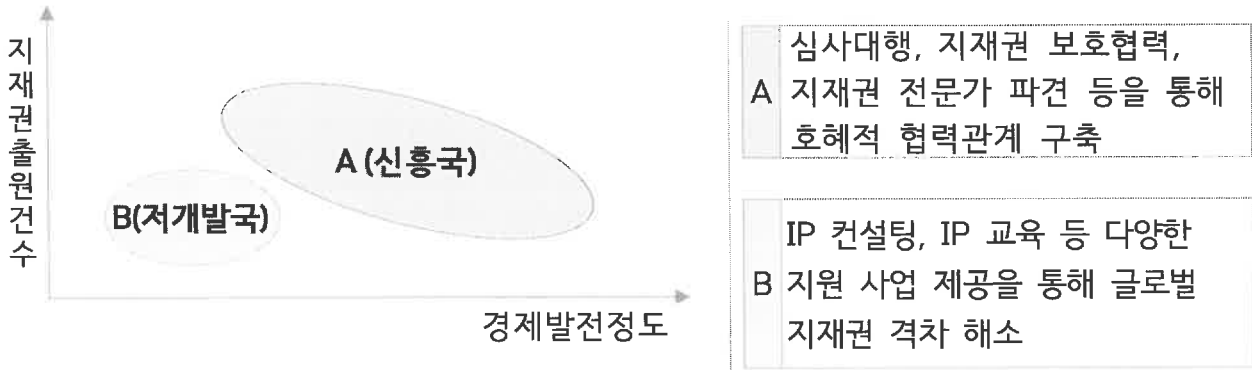 지재권출원건수
A (신흥국)
B(저개발국)
경제발전정도
A
심사대행, 지재권 보호협력,
지재권 전문가 파견 등을 통해
호혜적 협력관계 구축
B
IP 컨설팅, IP 교육 등 다양한
지원 사업 제공을 통해 글로벌
지재권 격차 해소